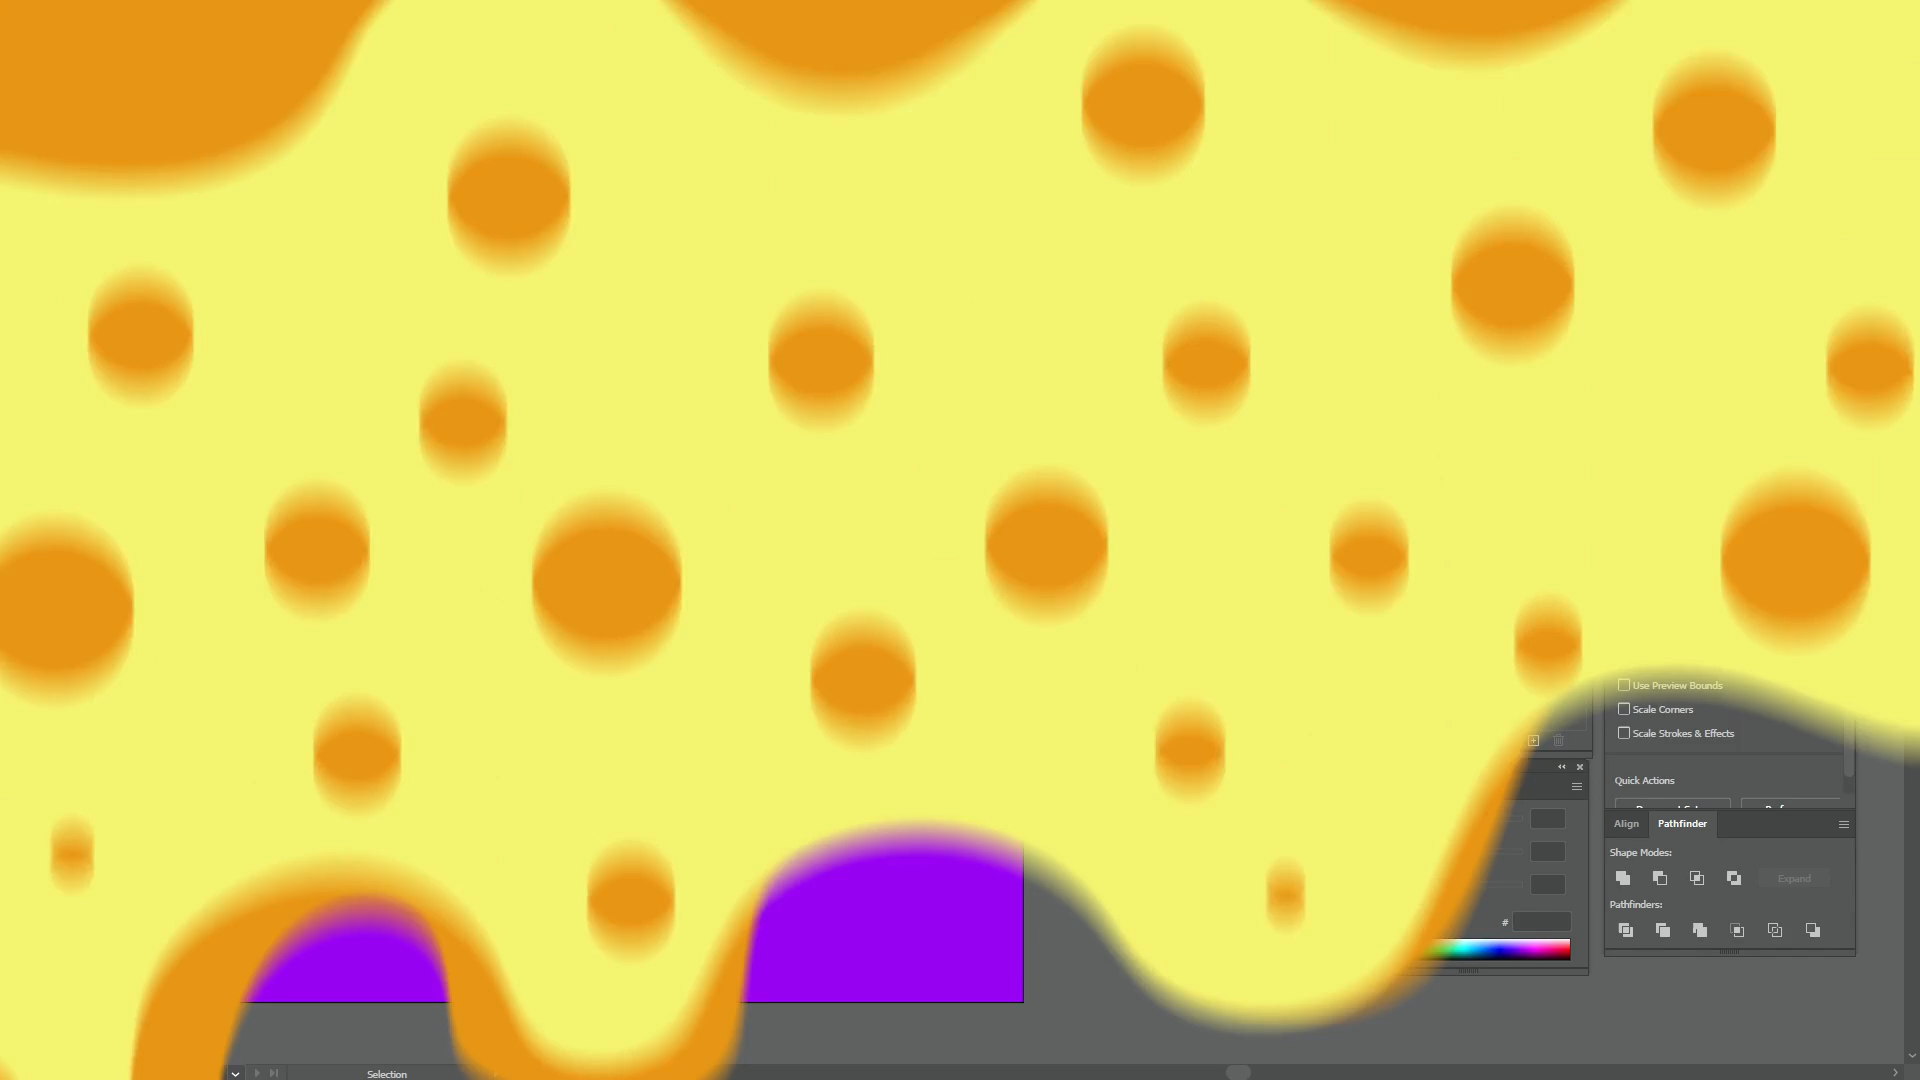 Use Preview Bounds
Scale Corners
Scale Strokes & Effects
Quick Actions
Align Pathfinder
Shape Modes:
Expand
Pathfinders:
#
Selection